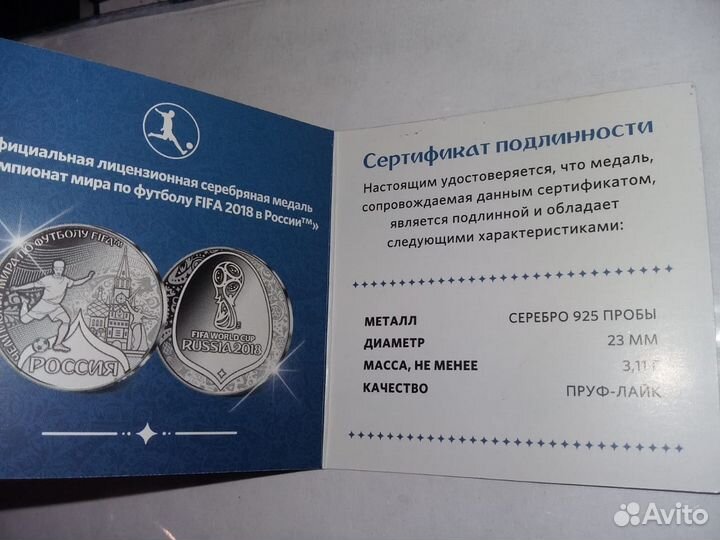 фициальная лицензионная серебряная медаль
мпионат мира по футболу FIFA 2018 в России™»
МИРА ПО ФУТБОЛУ FIFA
РОССИЯ
FIFA WORLD CUP
RUSSIA 2018
Сертификат подлинности
Настоящим удостоверяется, что медаль,
сопровождаемая данным сертификатом,
является подлинной и обладает
следующими характеристиками:
МЕТАЛЛ СЕРЕБРО 925 ПРОБЫ
ДИАМЕТР 23 ММ
МАССА, НЕ МЕНЕЕ 3,11 Г
КАЧЕСТВО ПРУФ-ЛАЙК
Avito